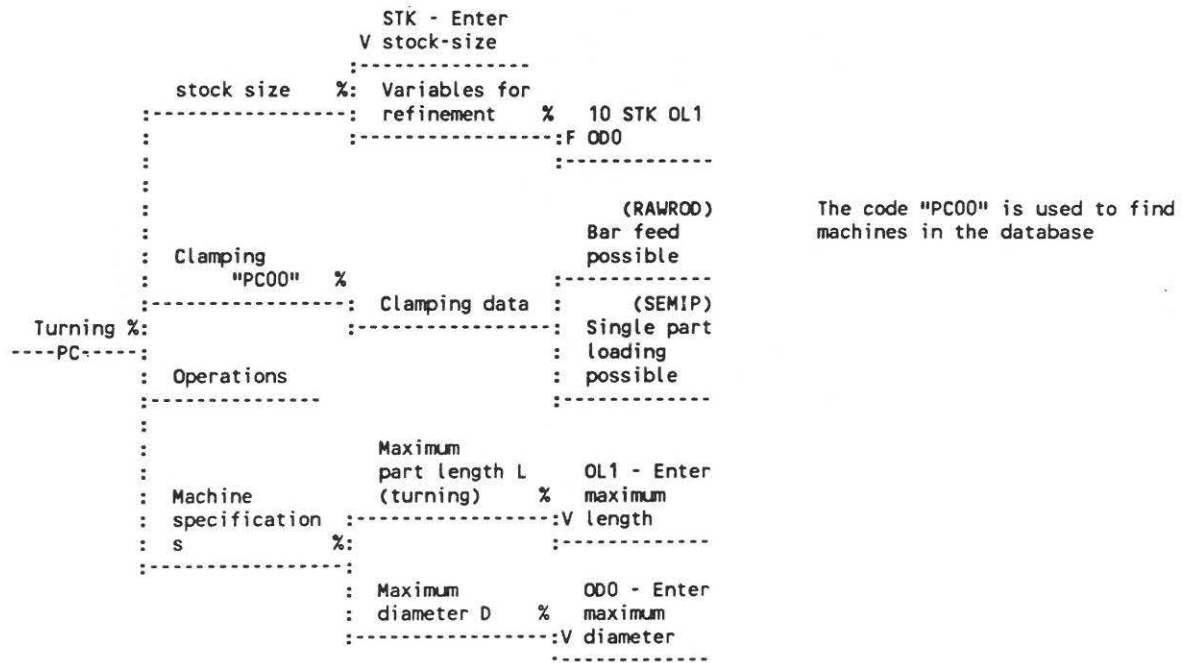 STK - Enter
V stock-size
stock size %: Variables for
refinement % 10 STK OL1
F OD0
(RAWROD) The code "PC00" is used to find
Bar feed machines in the database
Clamping possible
"PC00" %
Clamping data (SEMIP)
Turning %: Single part
----PC-----: loading
Operations possible
Maximum
part length L OL1 - Enter
Machine (turning) % maximum
specification V length
s %:
Maximum OD0 - Enter
diameter D % maximum
V diameter